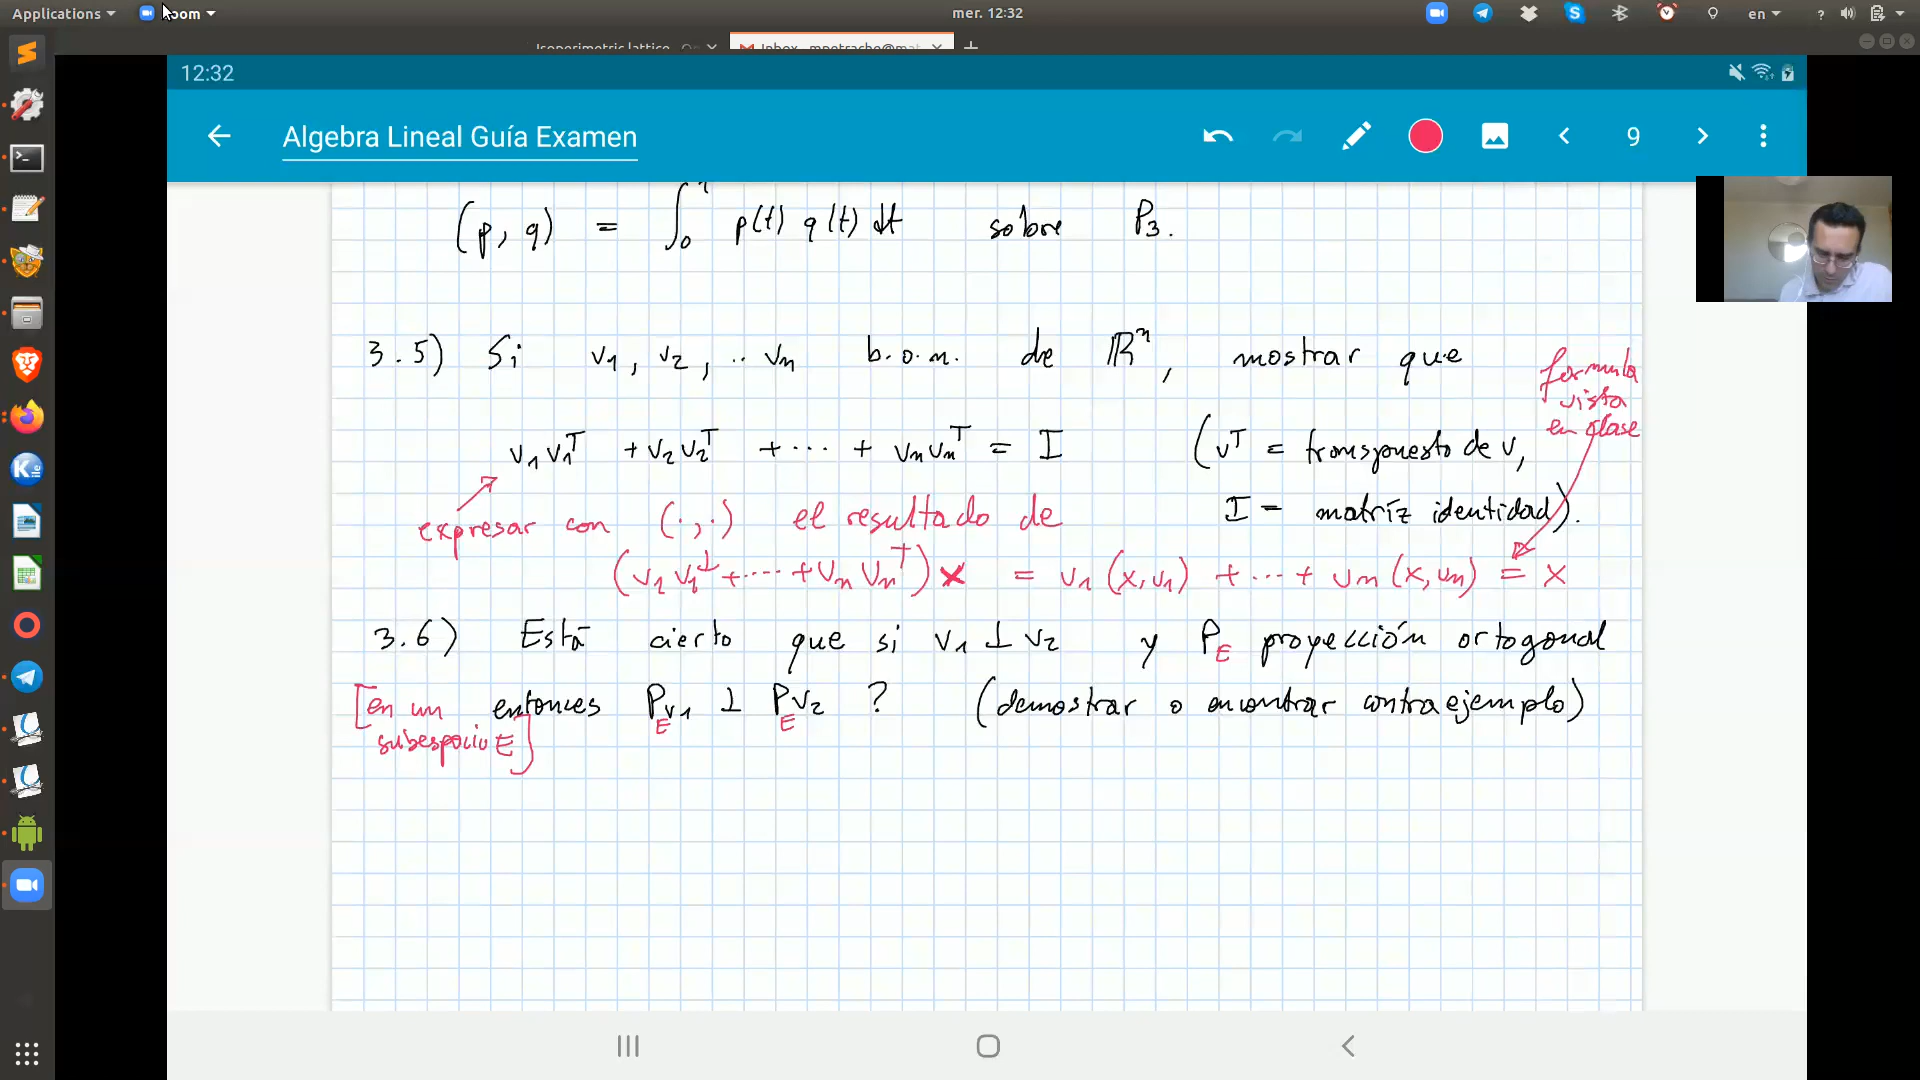 Applications
oom
mer. 12:32
en
?
12:32
Algebra Lineal Guía Examen
9
(p, q) = ∫₀¹ p(t) q(t) dt sobre P₃.
3.5) Si v₁, v₂, .. vₙ b.o.n. de ℝⁿ, mostrar que
formula
vista
en clase
v₁v₁ᵀ + v₂v₂ᵀ + ... + vₙvₙᵀ = I (vᵀ = transpuesto de v,
I = matríz identidad).
expresar con (·,·) el resultado de
(v₁v₁ᵀ + ... + vₙvₙᵀ) x = v₁(x,v₁) + ... + vₙ(x,vₙ) = x
3.6) Está cierto que si v₁ ⊥ v₂ y P_E proyección ortogonal
[en un
subespacio E]
entonces P_E v₁ ⊥ P_E v₂ ? (demostrar o encontrar contraejemplo)